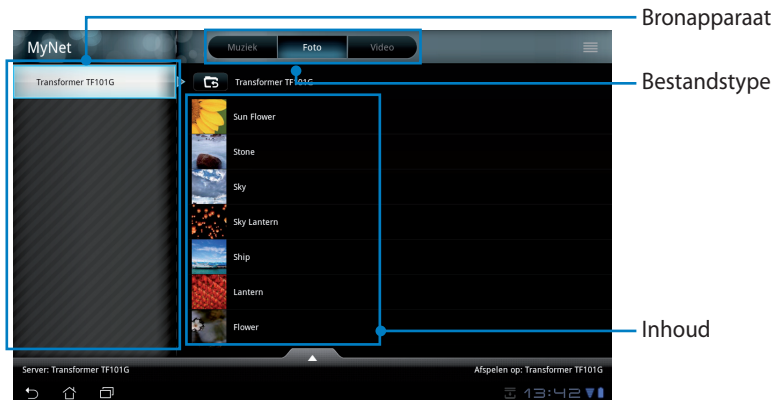 Bronapparaat
MyNet
Muziek Foto Video
Transformer TF101G
Transformer TF101G
Bestandstype
Sun Flower
Stone
Sky
Sky Lantern
Ship
Lantern
Flower
Inhoud
Server: Transformer TF101G
Afspelen op: Transformer TF101G
13:42